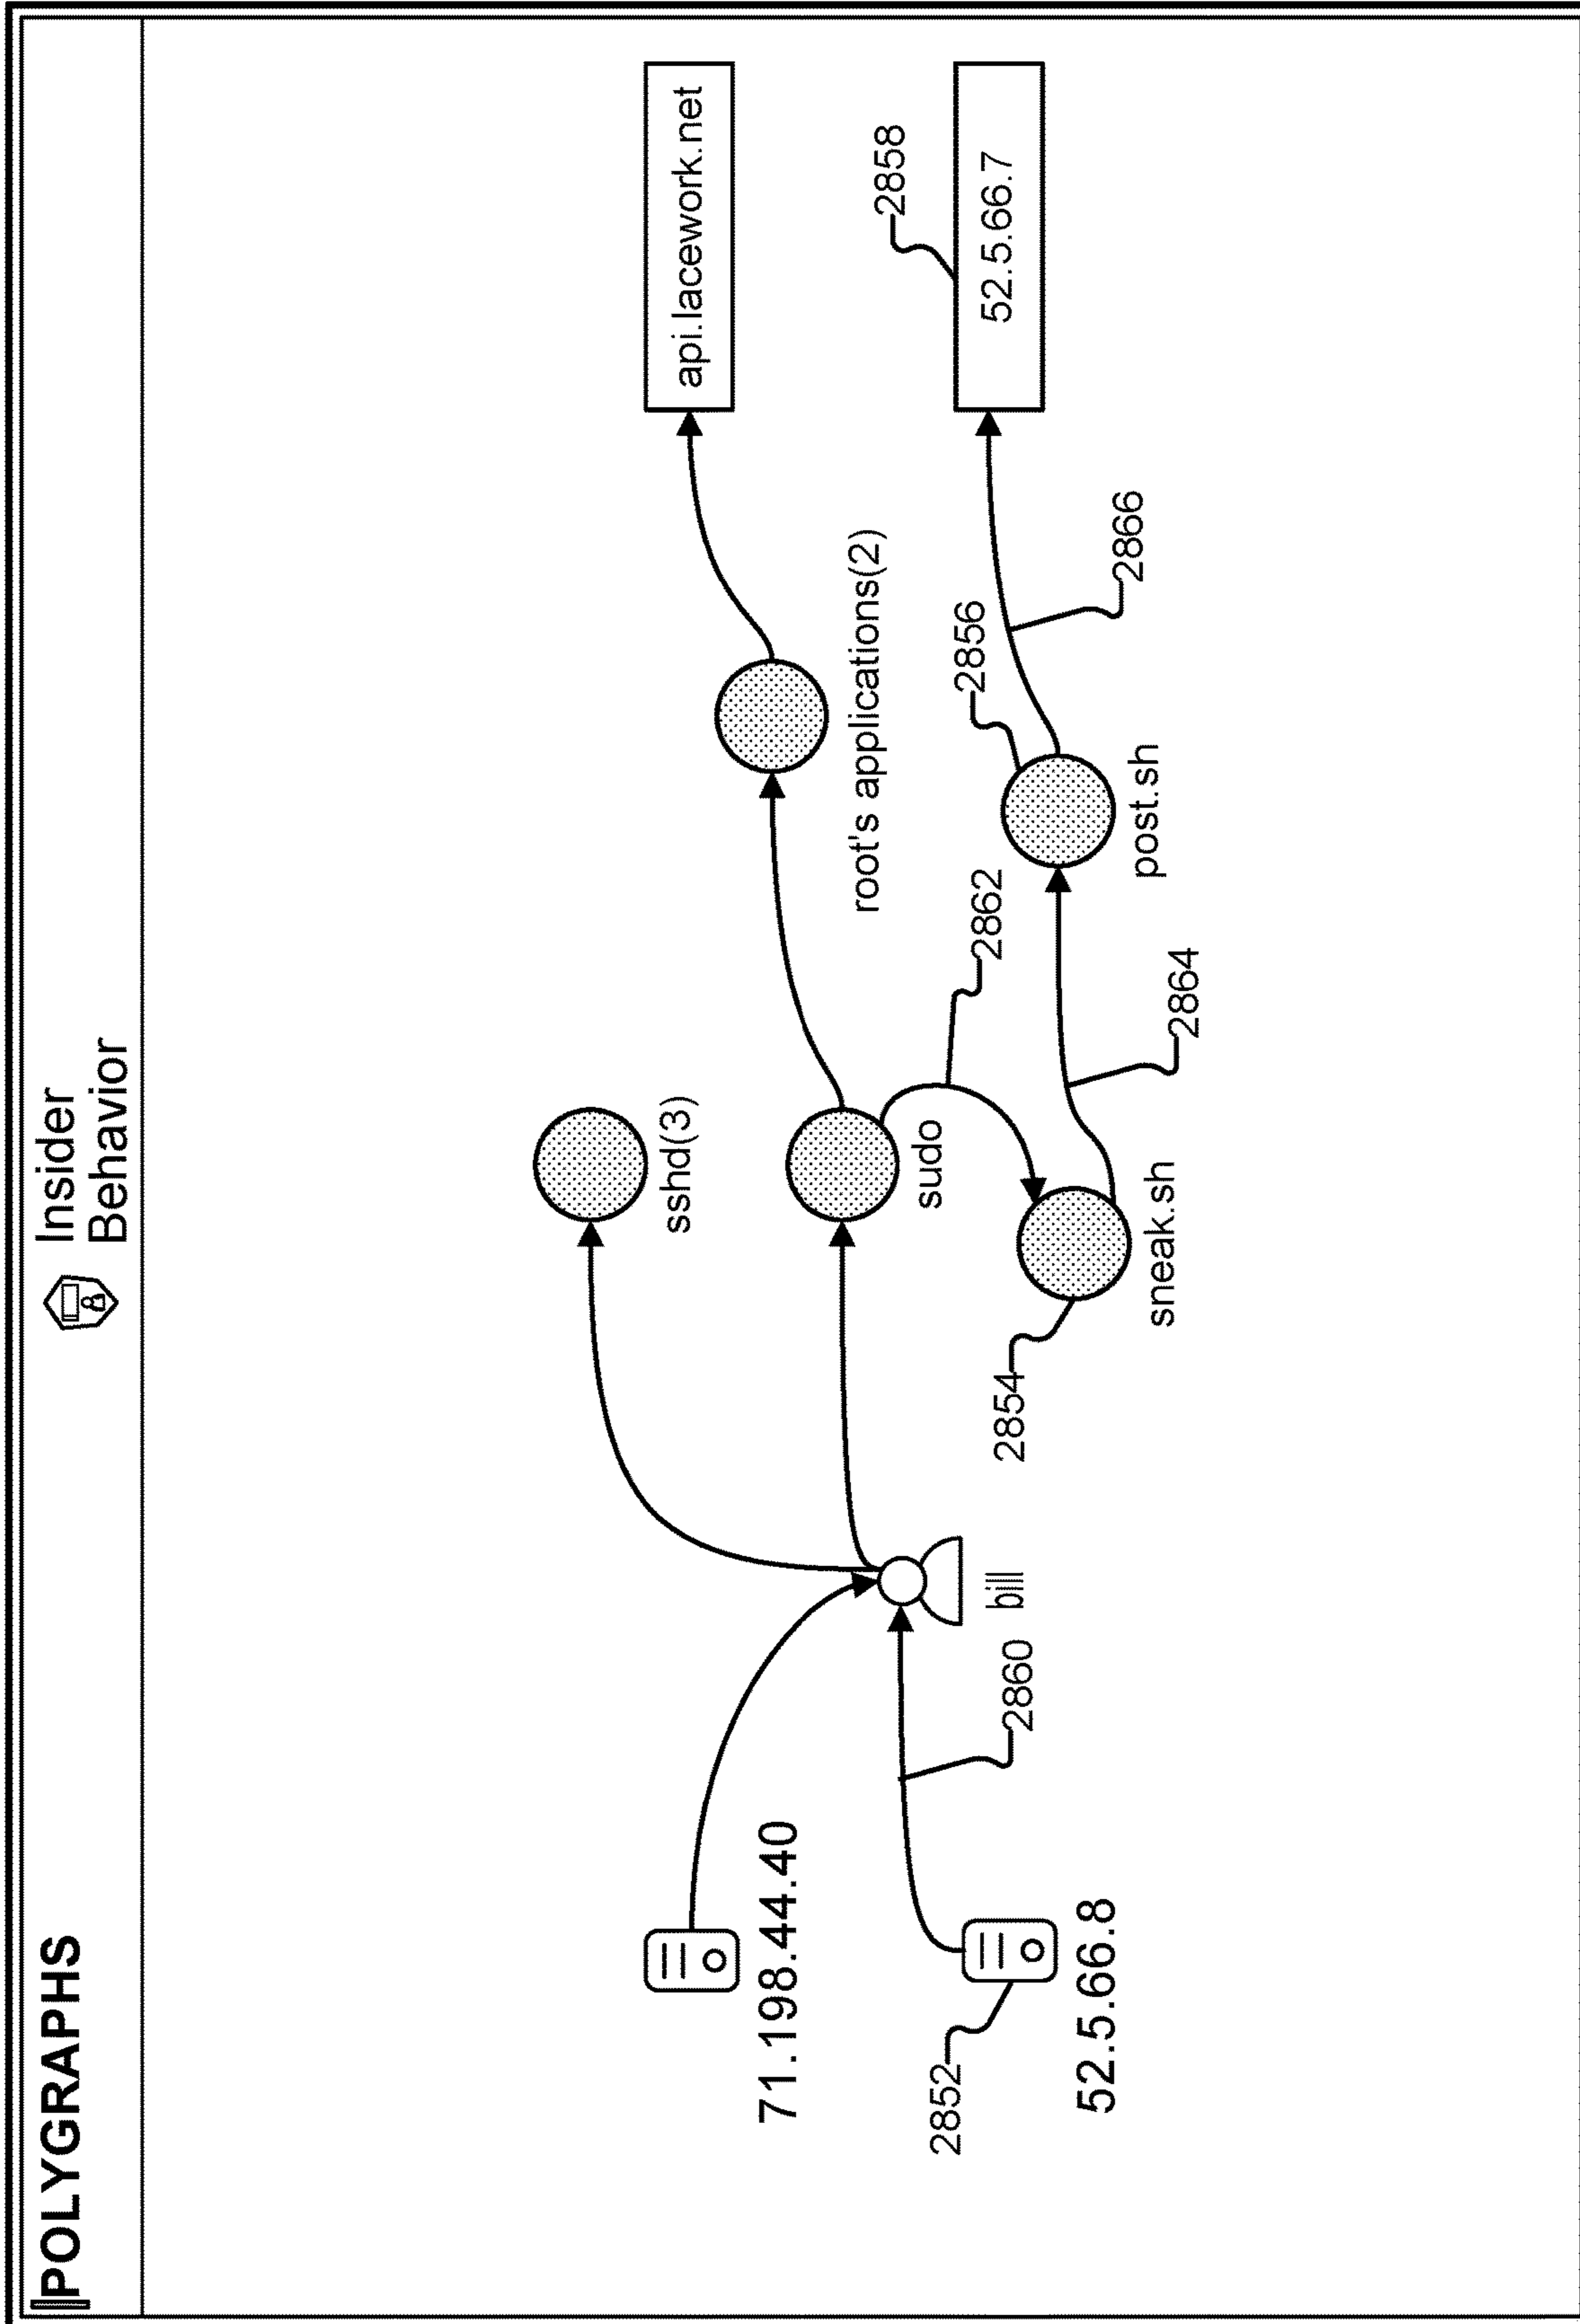 POLYGRAPHS
Insider
Behavior
sshd(3)
api.lacework.net
71.198.44.40
sudo
root's applications(2)
2858
2852
2860
bill
2862
2856
52.5.66.7
52.5.66.8
2854
sneak.sh
2864
post.sh
2866